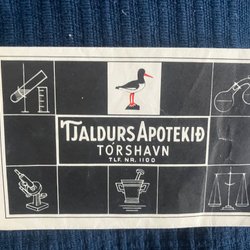 TJALDURS APOTEKIÐ
TÓRSHAVN
TLF. NR. 1100